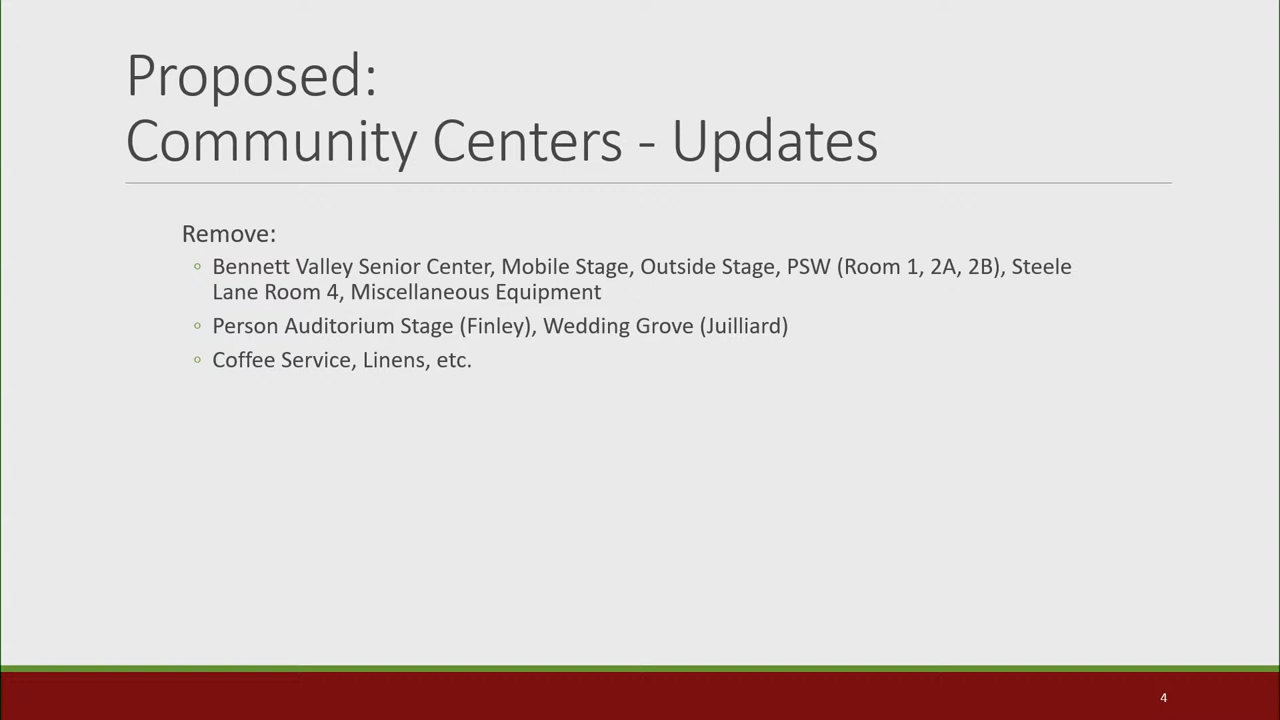 Proposed:
Community Centers - Updates
Remove:
◦ Bennett Valley Senior Center, Mobile Stage, Outside Stage, PSW (Room 1, 2A, 2B), Steele
Lane Room 4, Miscellaneous Equipment
◦ Person Auditorium Stage (Finley), Wedding Grove (Juilliard)
◦ Coffee Service, Linens, etc.
4